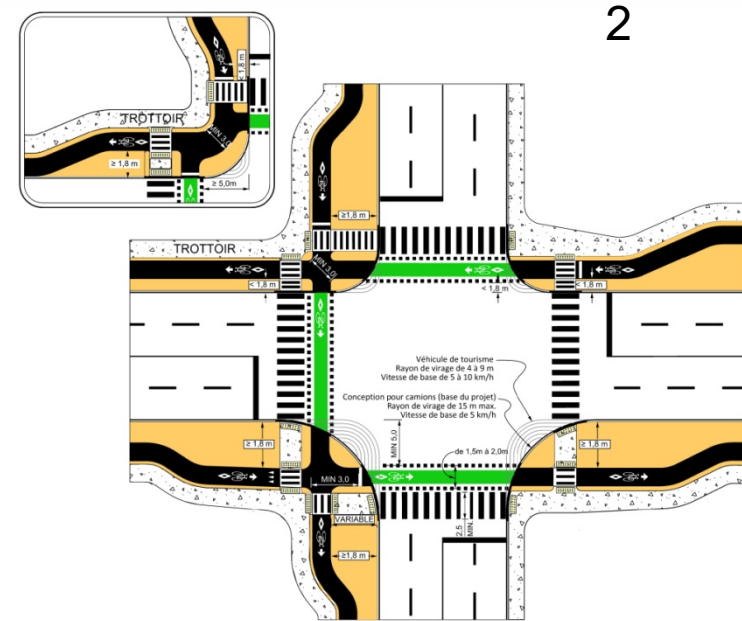 2
< 1,8 m
TROTTOIR
MIN 3,0
≥ 1,8 m
≥ 5,0m
≥1,8 m
TROTTOIR
MIN 3,0
< 1,8 m
< 1,8 m
< 1,8 m
Véhicule de tourisme
Rayon de virage de 4 à 9 m
Vitesse de base de 5 à 10 km/h
Conception pour camions (base du projet)
Rayon de virage de 15 m max.
Vitesse de base de 5 km/h
≥ 1,8 m
MIN 5,0
de 1,5m à 2,0m
≥ 1,8 m
MIN 3,0
VARIABLE
2,5
MIN.
≥1,8 m